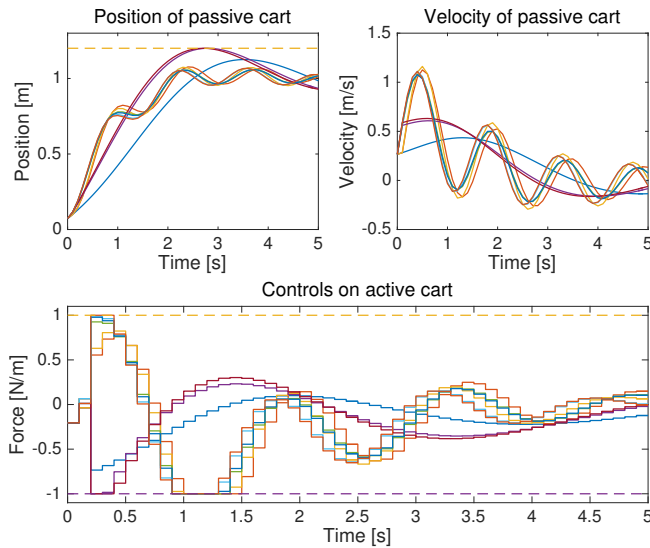 Position of passive cart
Position [m]
1
0.5
0
0 1 2 3 4 5
Time [s]
Velocity of passive cart
Velocity [m/s]
1.5
1
0.5
0
-0.5
0 1 2 3 4 5
Time [s]
Controls on active cart
Force [N/m]
1
0.5
0
-0.5
-1
0 0.5 1 1.5 2 2.5 3 3.5 4 4.5 5
Time [s]